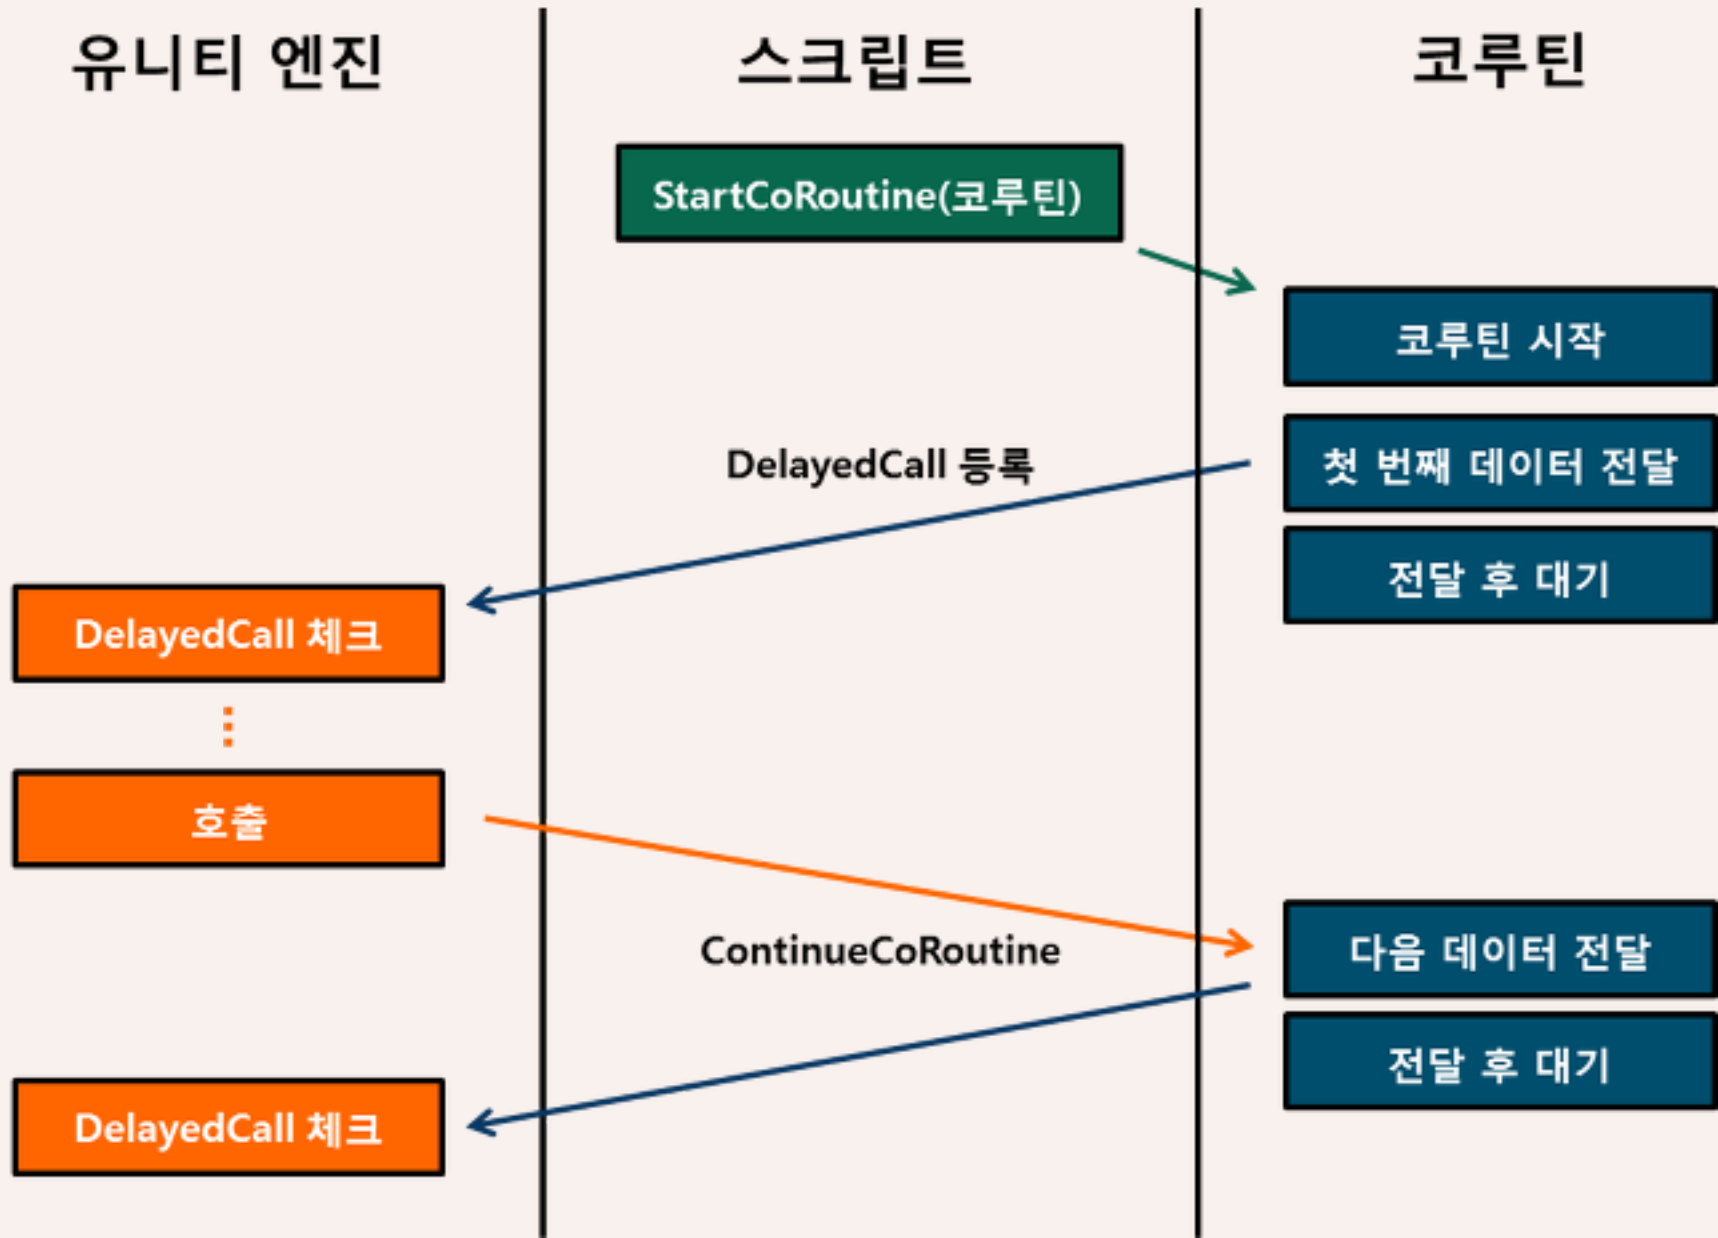 유니티 엔진
스크립트
코루틴
StartCoRoutine(코루틴)
코루틴 시작
첫 번째 데이터 전달
DelayedCall 등록
전달 후 대기
DelayedCall 체크
호출
ContinueCoRoutine
다음 데이터 전달
전달 후 대기
DelayedCall 체크